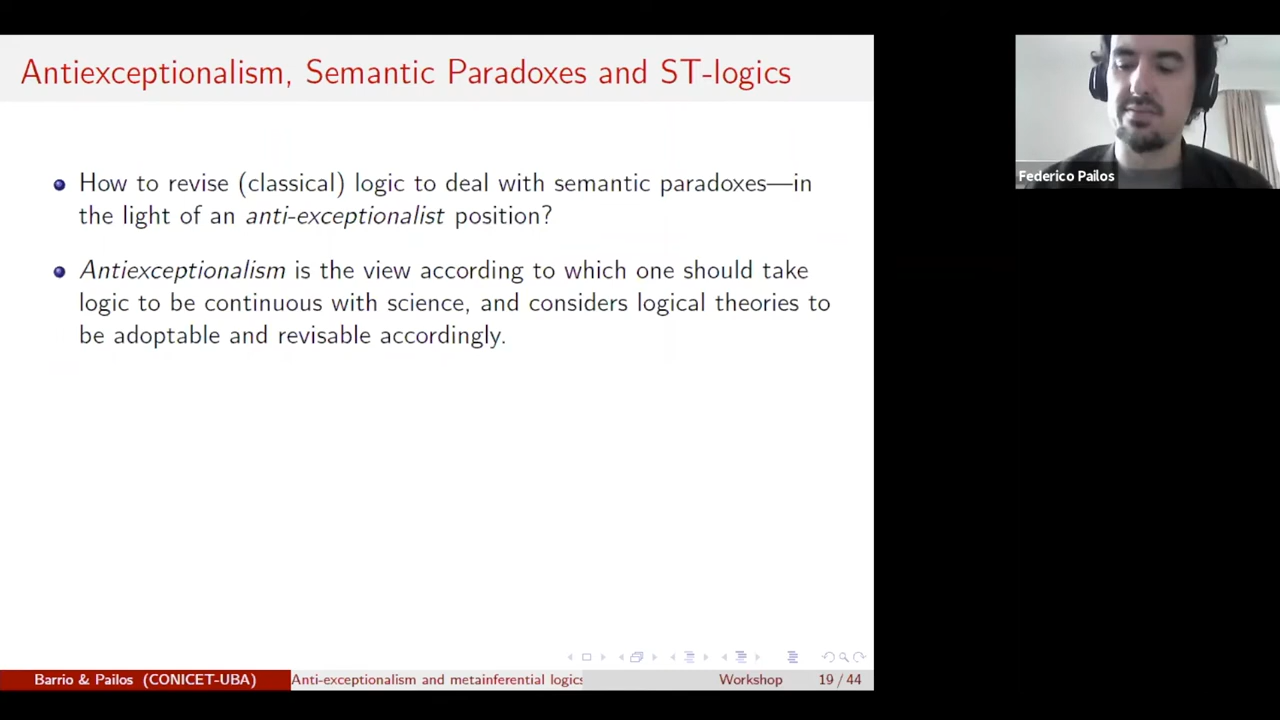 Antiexceptionalism, Semantic Paradoxes and ST-logics
How to revise (classical) logic to deal with semantic paradoxes—in
the light of an anti-exceptionalist position?
Antiexceptionalism is the view according to which one should take
logic to be continuous with science, and considers logical theories to
be adoptable and revisable accordingly.
Federico Pailos
Barrio & Pailos (CONICET-UBA)
Anti-exceptionalism and metainferential logics
Workshop
19 / 44